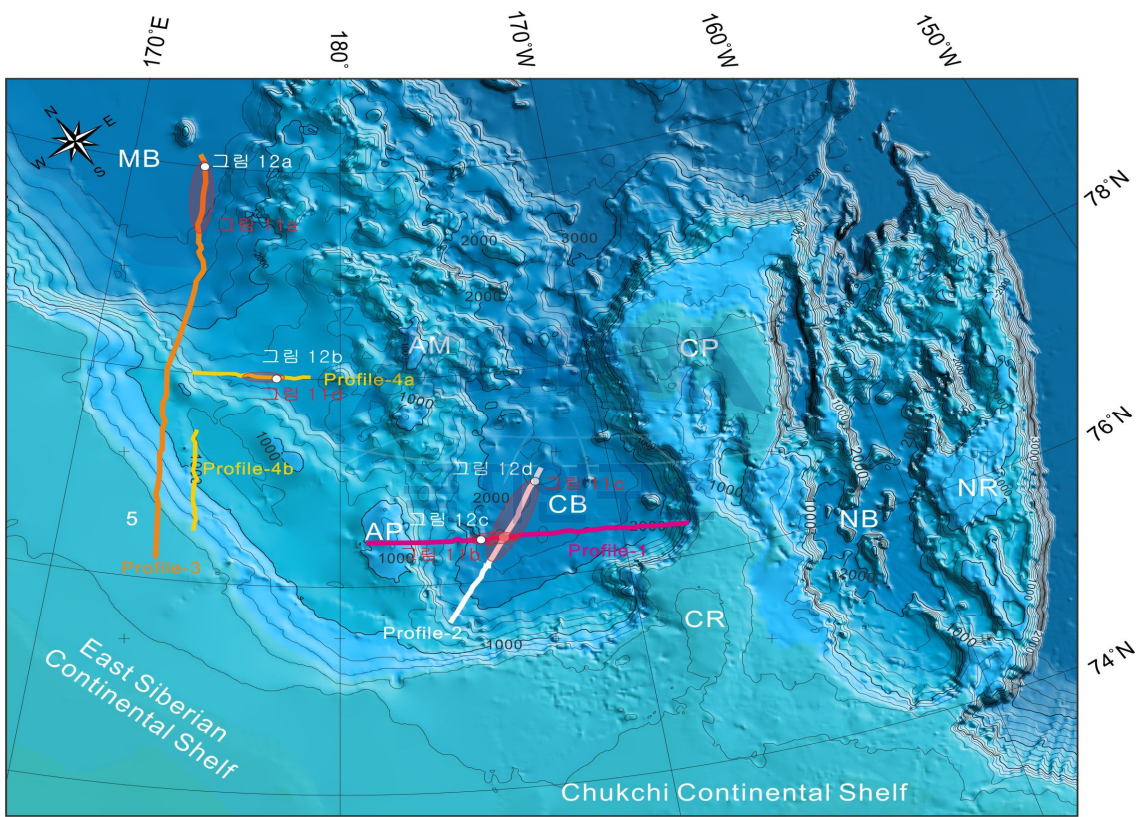 170°E
180°
170°W
160°W
150°W
N
E
W
S
MB
그림 12a
78°N
그림 11a
2000
3000
2000
AM
CP
그림 12b
Profile-4a
그림 11d
1000
1000
76°N
Profile-4b
그림 12d
그림 11c
1000
2000
NR
5
AP
그림 12c
CB
NB
1000
그림 11b
Profile-1
Profile-3
2000
CR
Profile-2
1000
74°N
East Siberian
Continental Shelf
Chukchi Continental Shelf